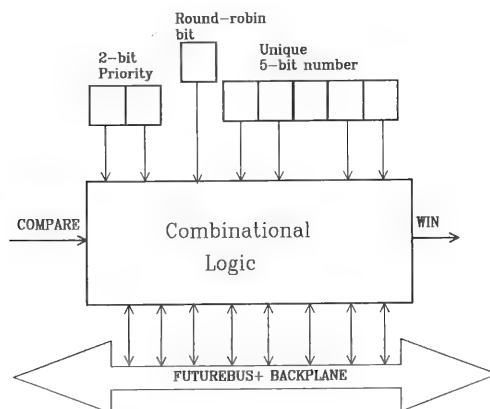 Round-robin
bit
2-bit
Priority
Unique
5-bit number
COMPARE
Combinational
Logic
WIN
FUTUREBUS+ BACKPLANE